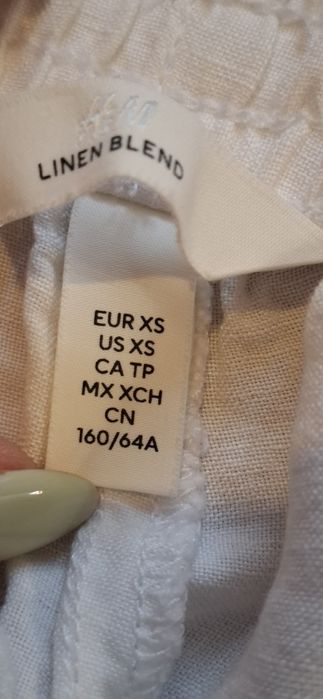 H&M
LINEN BLEND
EUR XS
US XS
CA TP
MX XCH
CN
160/64A